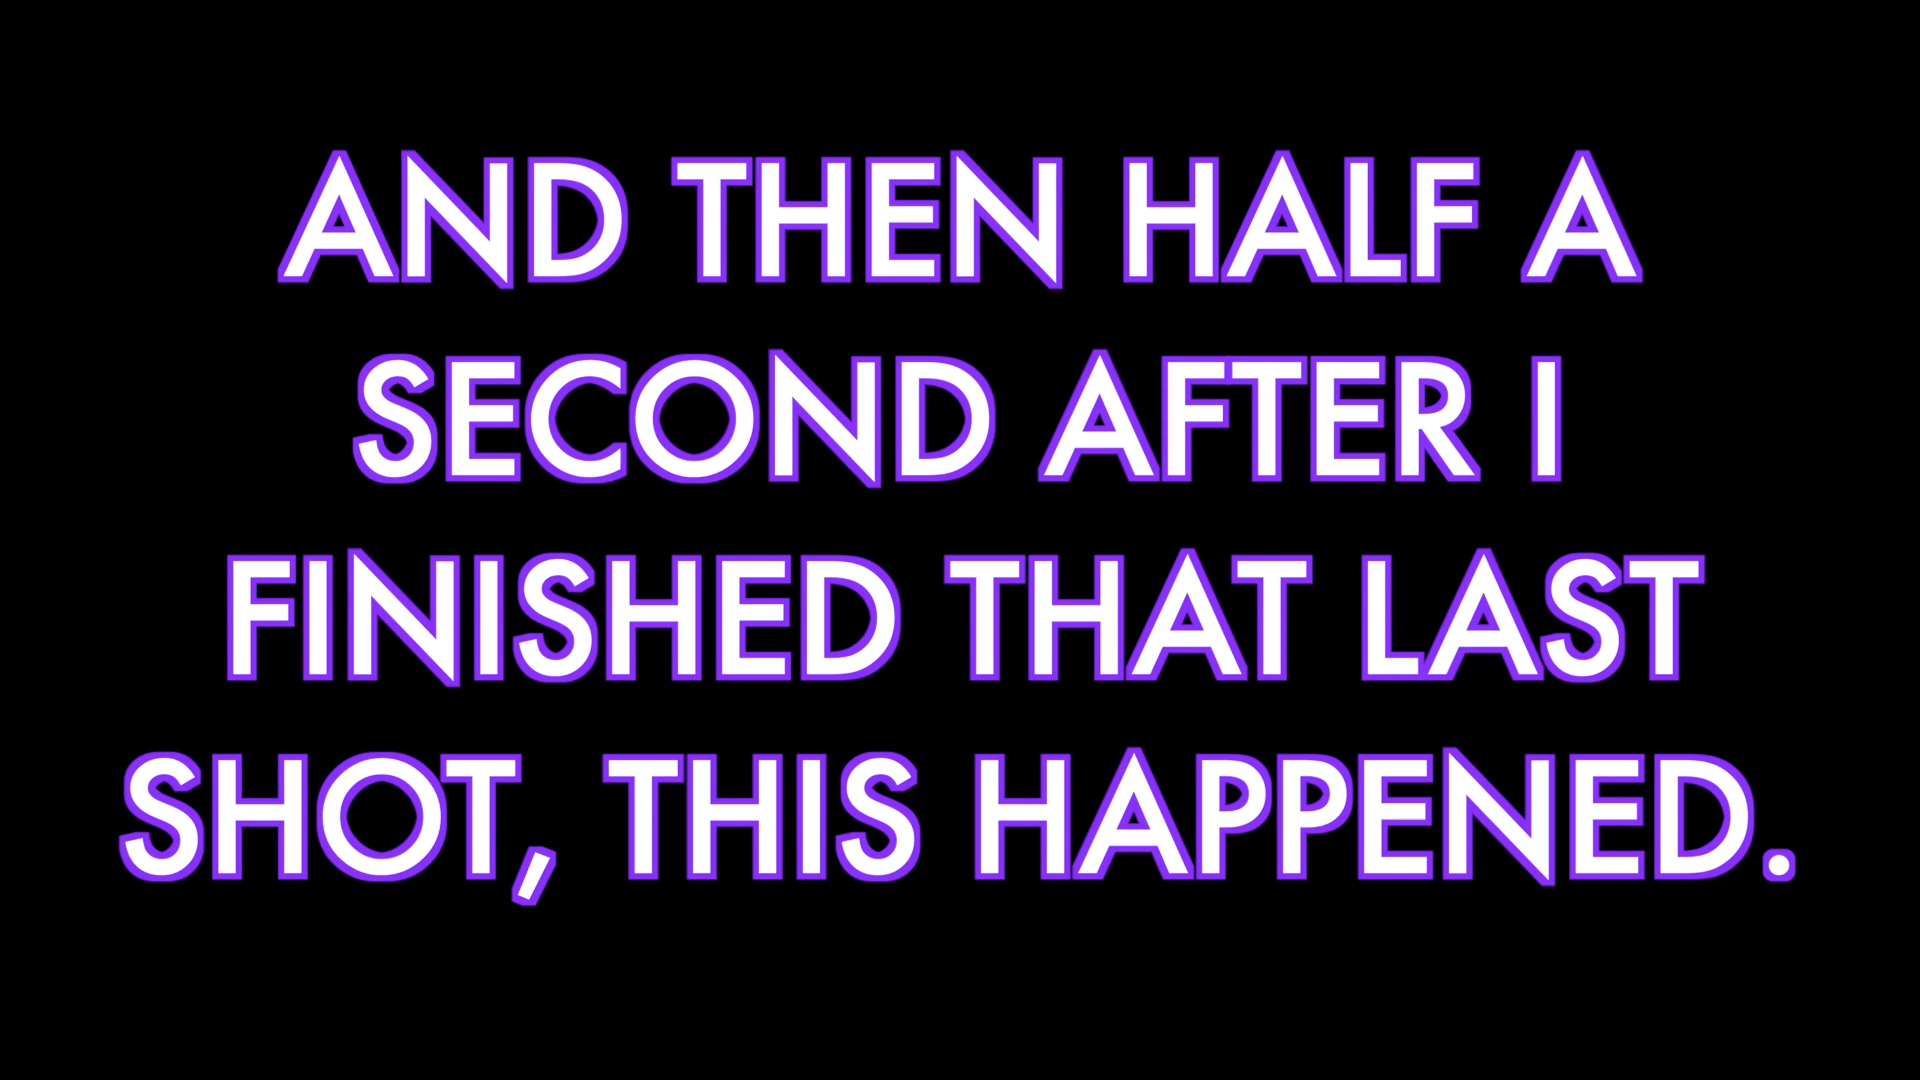 AND THEN HALF A
SECOND AFTER I
FINISHED THAT LAST
SHOT, THIS HAPPENED.